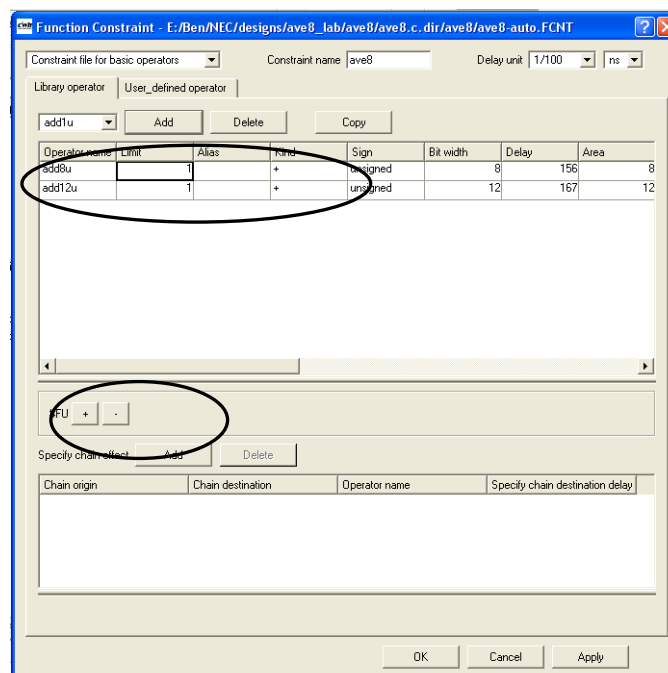 Function Constraint - E:/Ben/NEC/designs/ave8_lab/ave8/ave8.c.dir/ave8/ave8-auto.FCNT
Constraint file for basic operators Constraint name ave8 Delay unit 1/100 ns
Library operator User_defined operator
add1u Add Delete Copy
Operator name Limit Alias Kind Sign Bit width Delay Area
add8u 1 + unsigned 8 156 8
add12u 1 + unsigned 12 167 12
#FU + -
Specify chain effect Add Delete
Chain origin Chain destination Operator name Specify chain destination delay
OK Cancel Apply